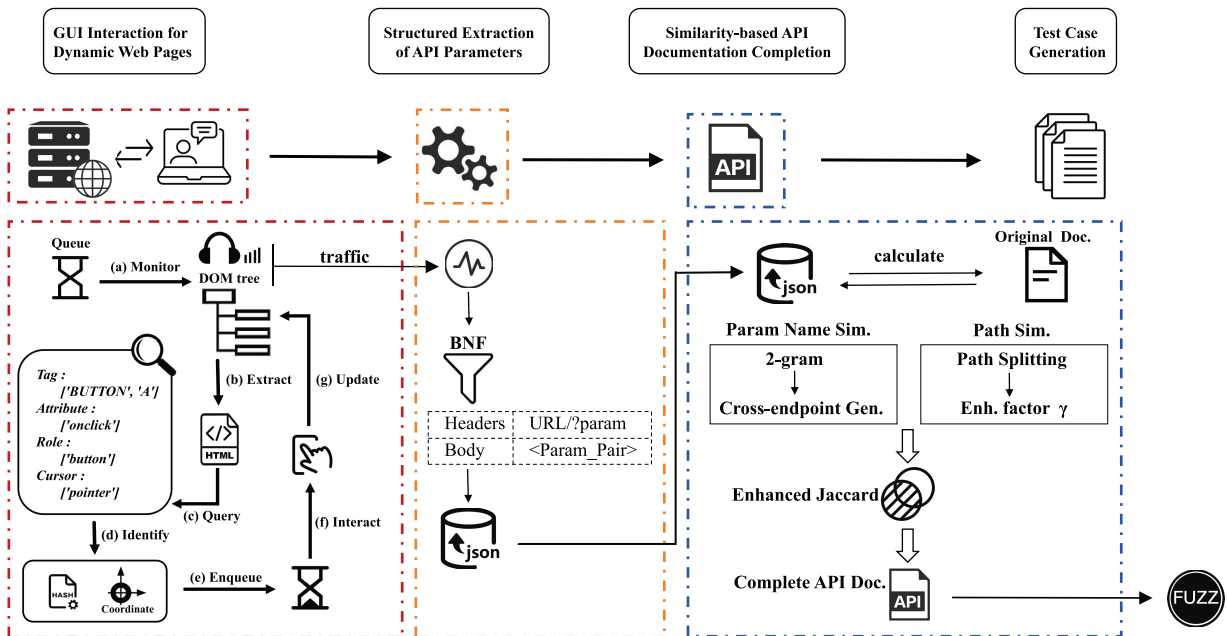 GUI Interaction for
Dynamic Web Pages
Structured Extraction
of API Parameters
Similarity-based API
Documentation Completion
Test Case
Generation
API
Queue
(a) Monitor
DOM tree
traffic
(b) Extract
(g) Update
Tag :
['BUTTON', 'A']
Attribute :
['onclick']
Role :
['button']
Cursor :
['pointer']
</>
HTML
(c) Query
(d) Identify
(f) Interact
HASH
Coordinate
(e) Enqueue
BNF
Headers URL/?param
Body <Param_Pair>
json
json
calculate
Original Doc.
Param Name Sim.
Path Sim.
2-gram
Cross-endpoint Gen.
Path Splitting
Enh. factor γ
Enhanced Jaccard
Complete API Doc.
API
FUZZ